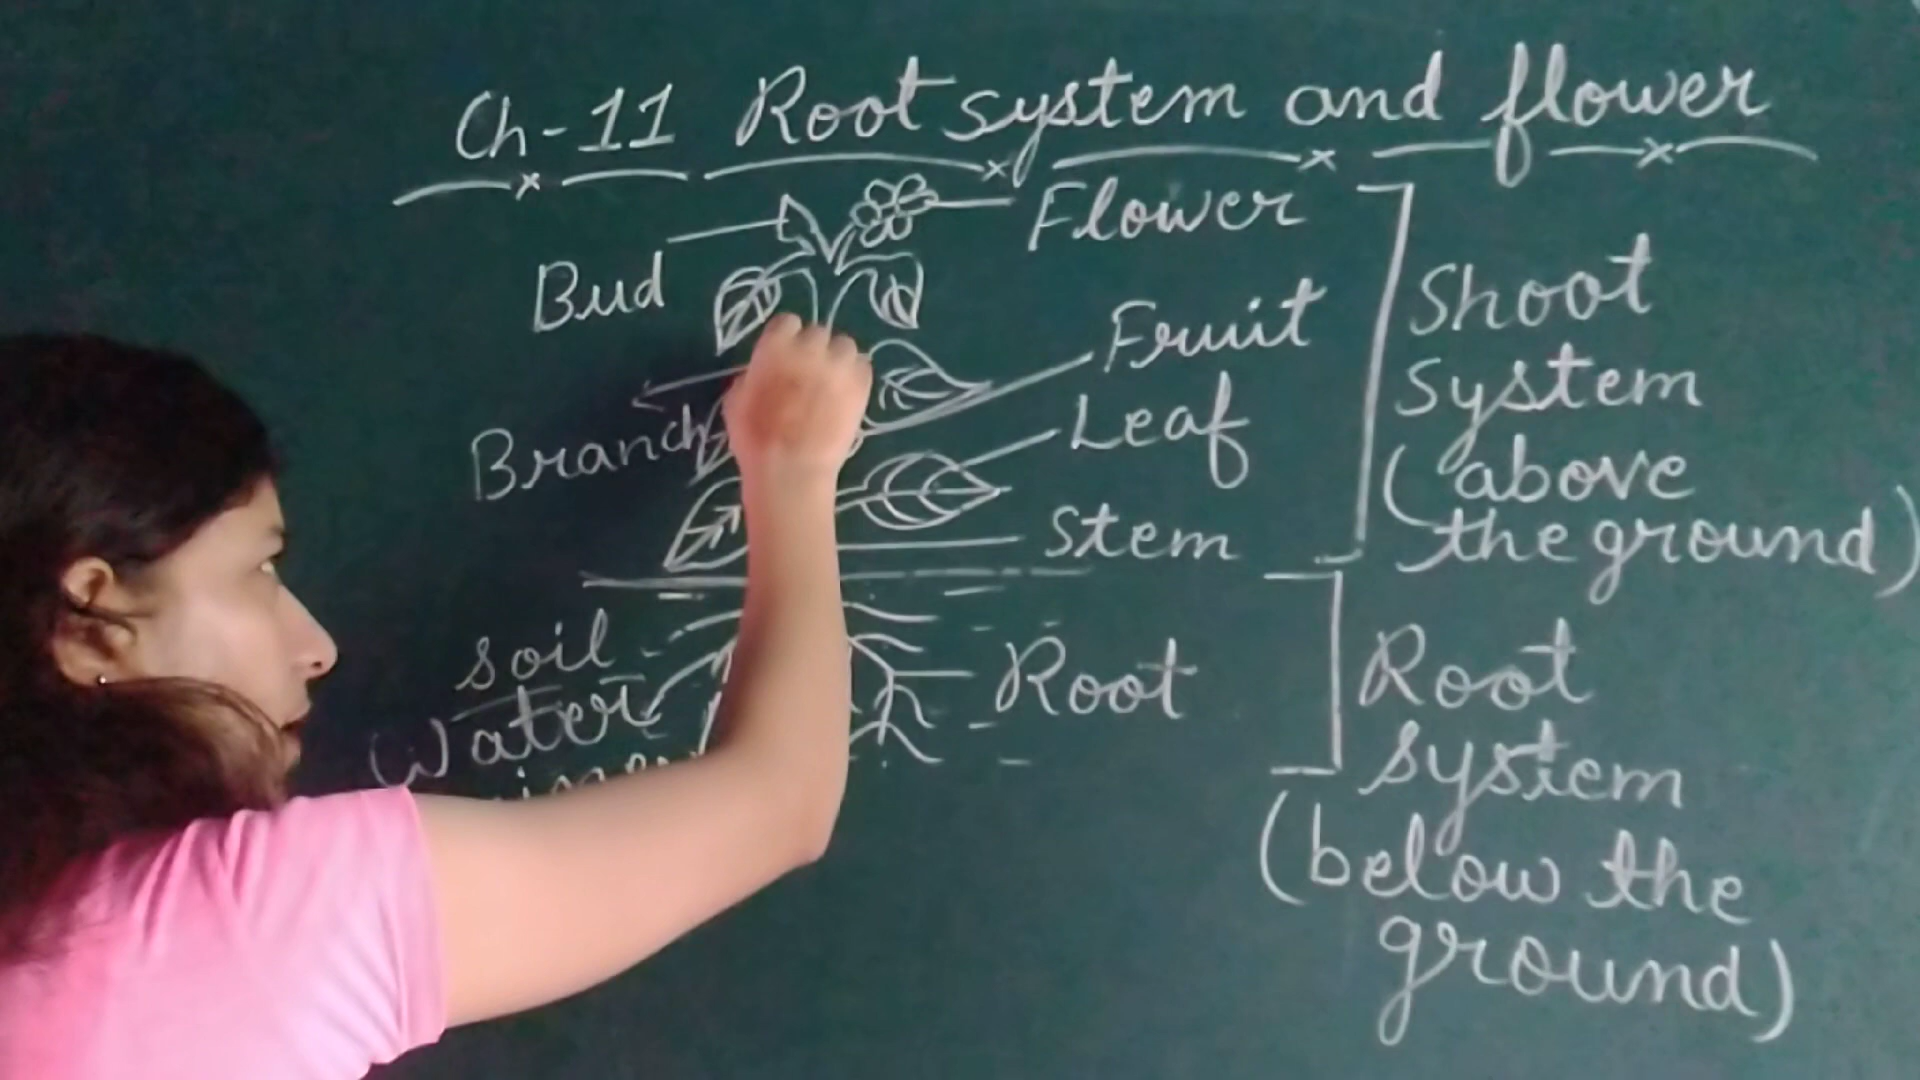 Ch-11 Root system and flower
Flower
Bud
Fruit
Branch
Leaf
Stem
Shoot
System
(above
the ground)
soil
Water
Root
Root
system
(below the
ground)